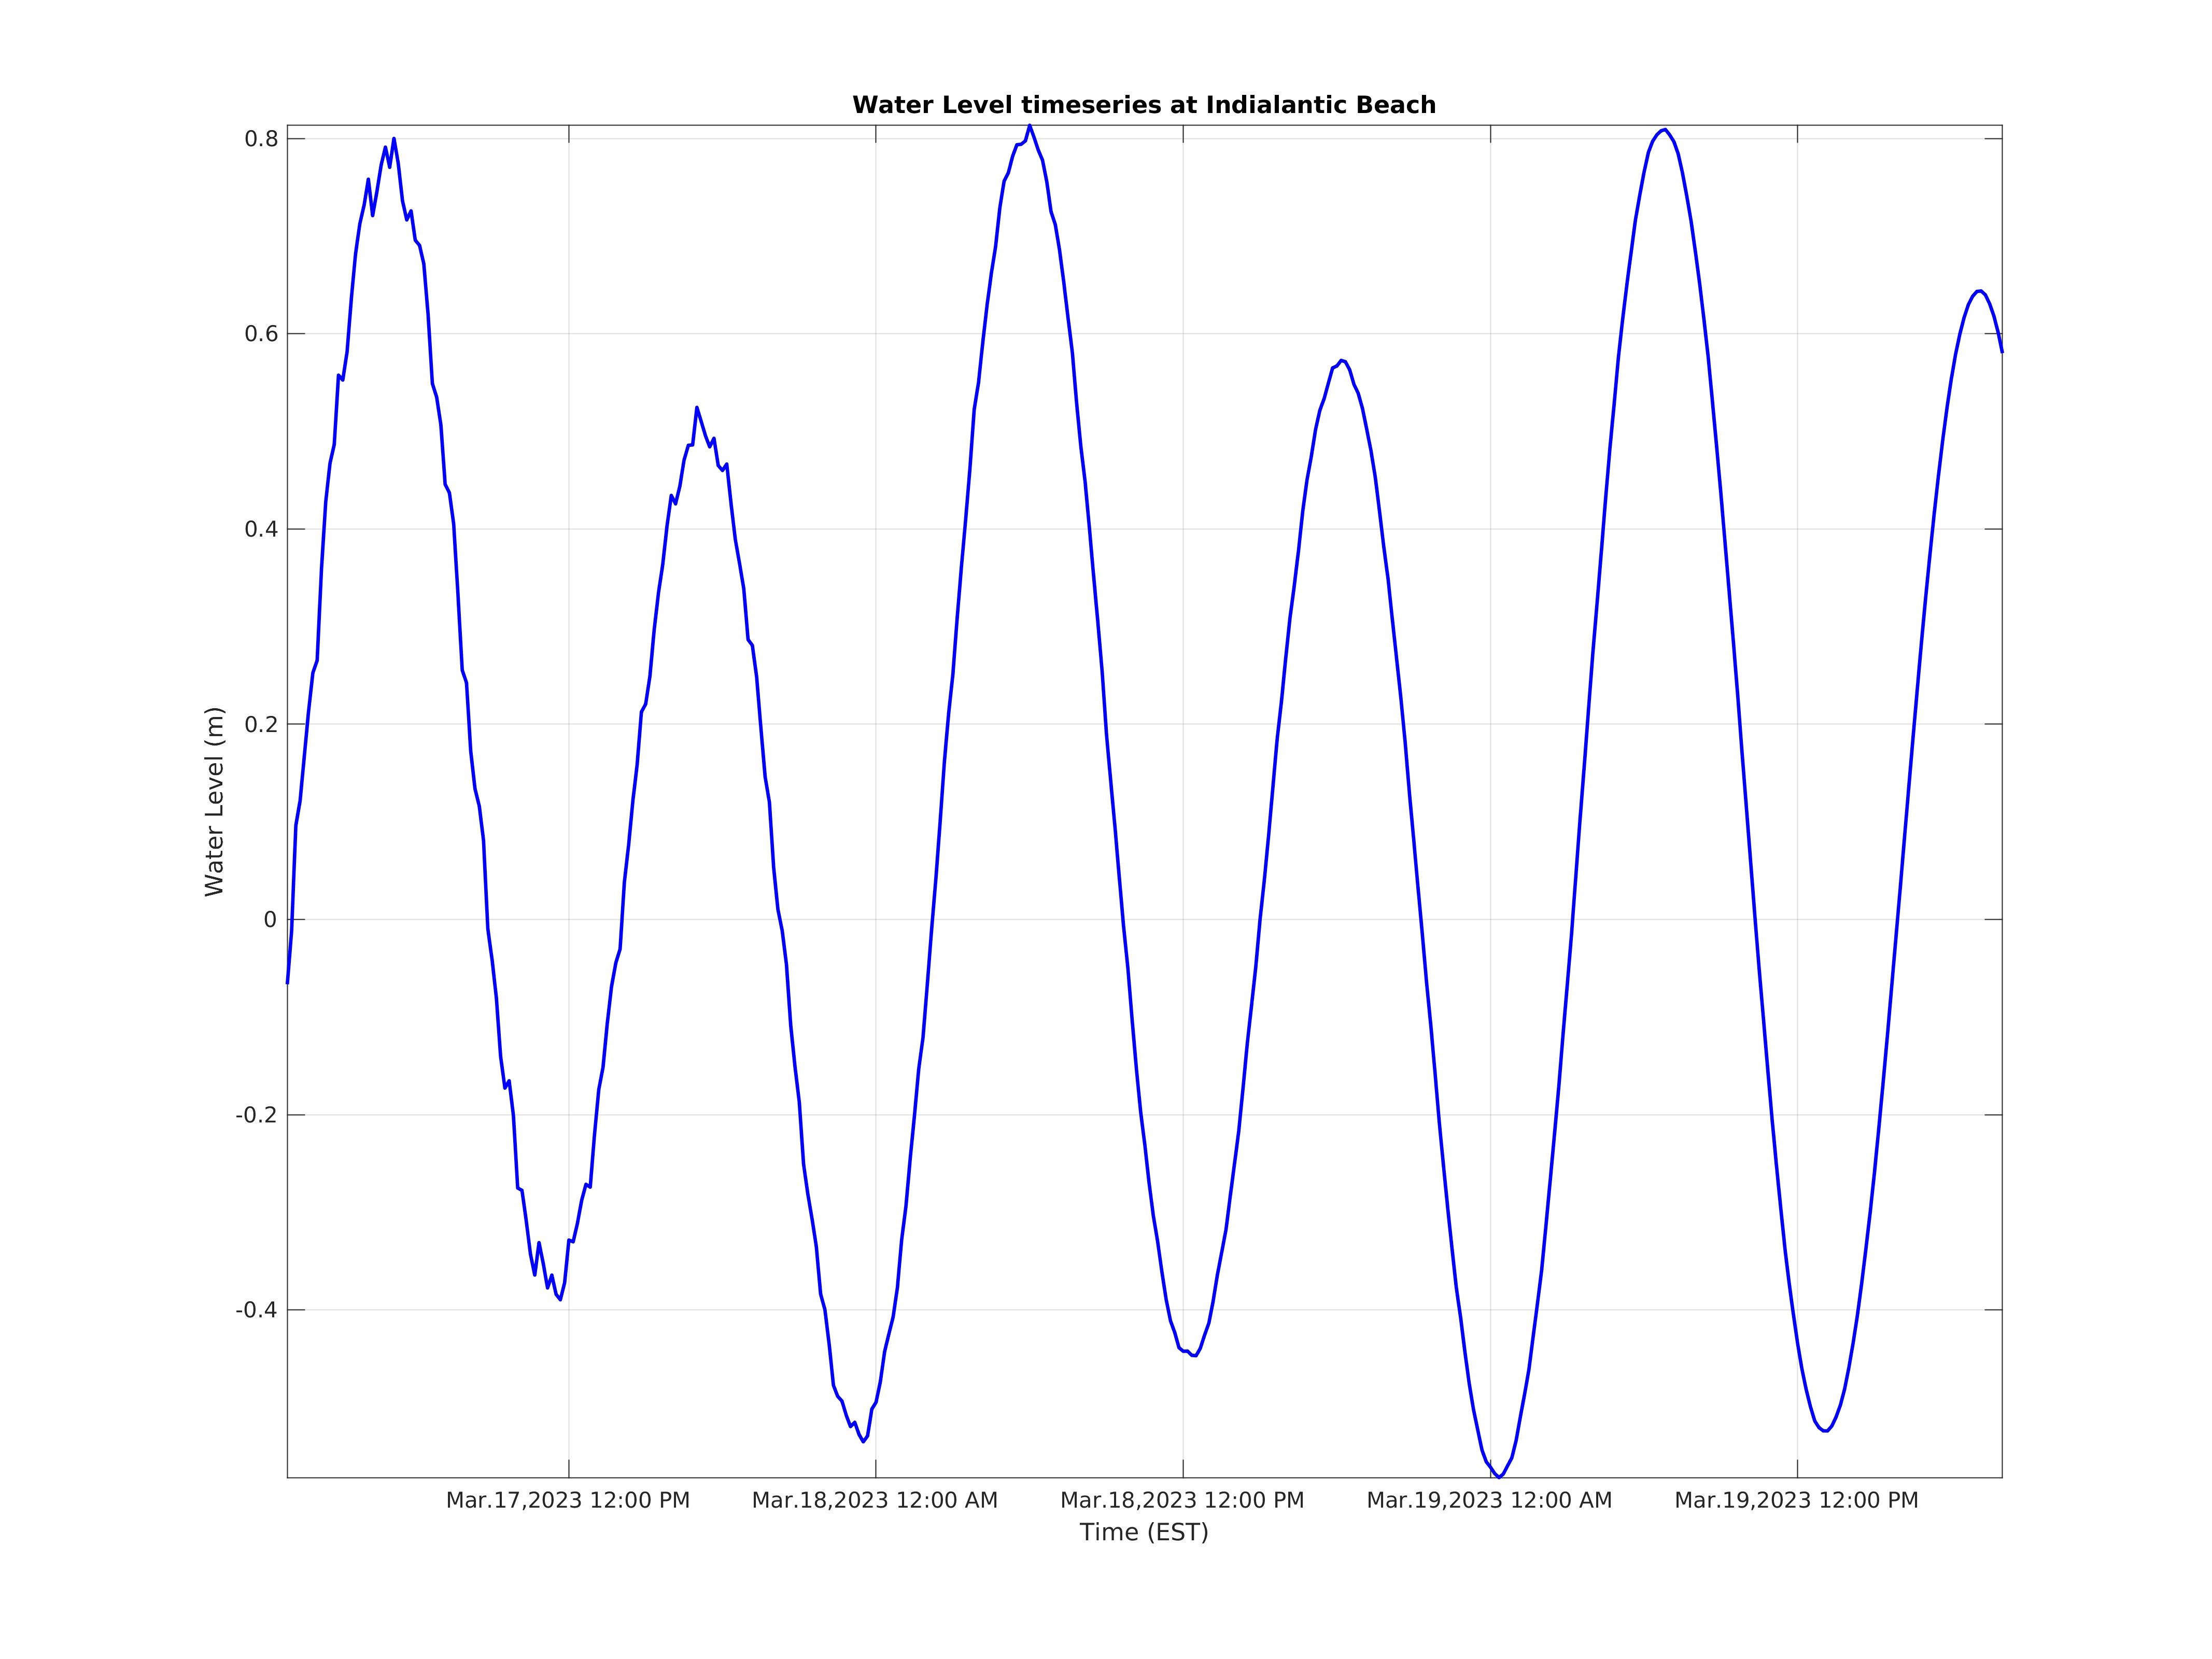 Water Level timeseries at Indialantic Beach
0.8
0.6
0.4
0.2
0
-0.2
-0.4
Water Level (m)
Mar.17,2023 12:00 PM
Mar.18,2023 12:00 AM
Mar.18,2023 12:00 PM
Mar.19,2023 12:00 AM
Mar.19,2023 12:00 PM
Time (EST)